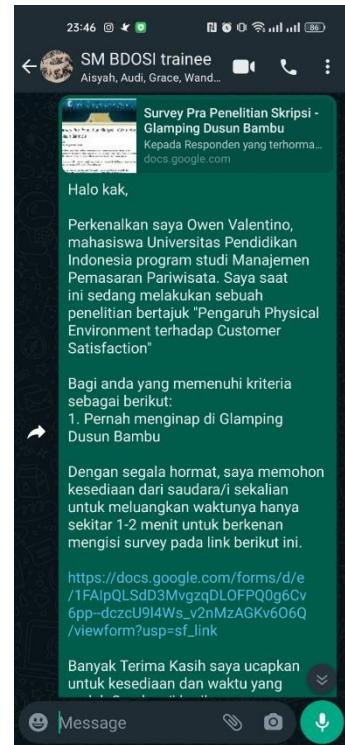 23:46
86
SM BDOSI trainee
Aisyah, Audi, Grace, Wand...
Survey Pra Penelitian Skripsi -
Glamping Dusun Bambu
Kepada Responden yang terhorma...
docs.google.com
Halo kak,
Perkenalkan saya Owen Valentino,
mahasiswa Universitas Pendidikan
Indonesia program studi Manajemen
Pemasaran Pariwisata. Saya saat
ini sedang melakukan sebuah
penelitian bertajuk "Pengaruh Physical
Environment terhadap Customer
Satisfaction"
Bagi anda yang memenuhi kriteria
sebagai berikut:
1. Pernah menginap di Glamping
Dusun Bambu
Dengan segala hormat, saya memohon
kesediaan dari saudara/i sekalian
untuk meluangkan waktunya hanya
sekitar 1-2 menit untuk berkenan
mengisi survey pada link berikut ini.
https://docs.google.com/forms/d/e
/1FAIpQLSdD3MvgzqDLOFPQ0g6Cv
6pp--dczcU9l4Ws_v2nMzAGKv6O6Q
/viewform?usp=sf_link
Banyak Terima Kasih saya ucapkan
untuk kesediaan dan waktu yang
Message